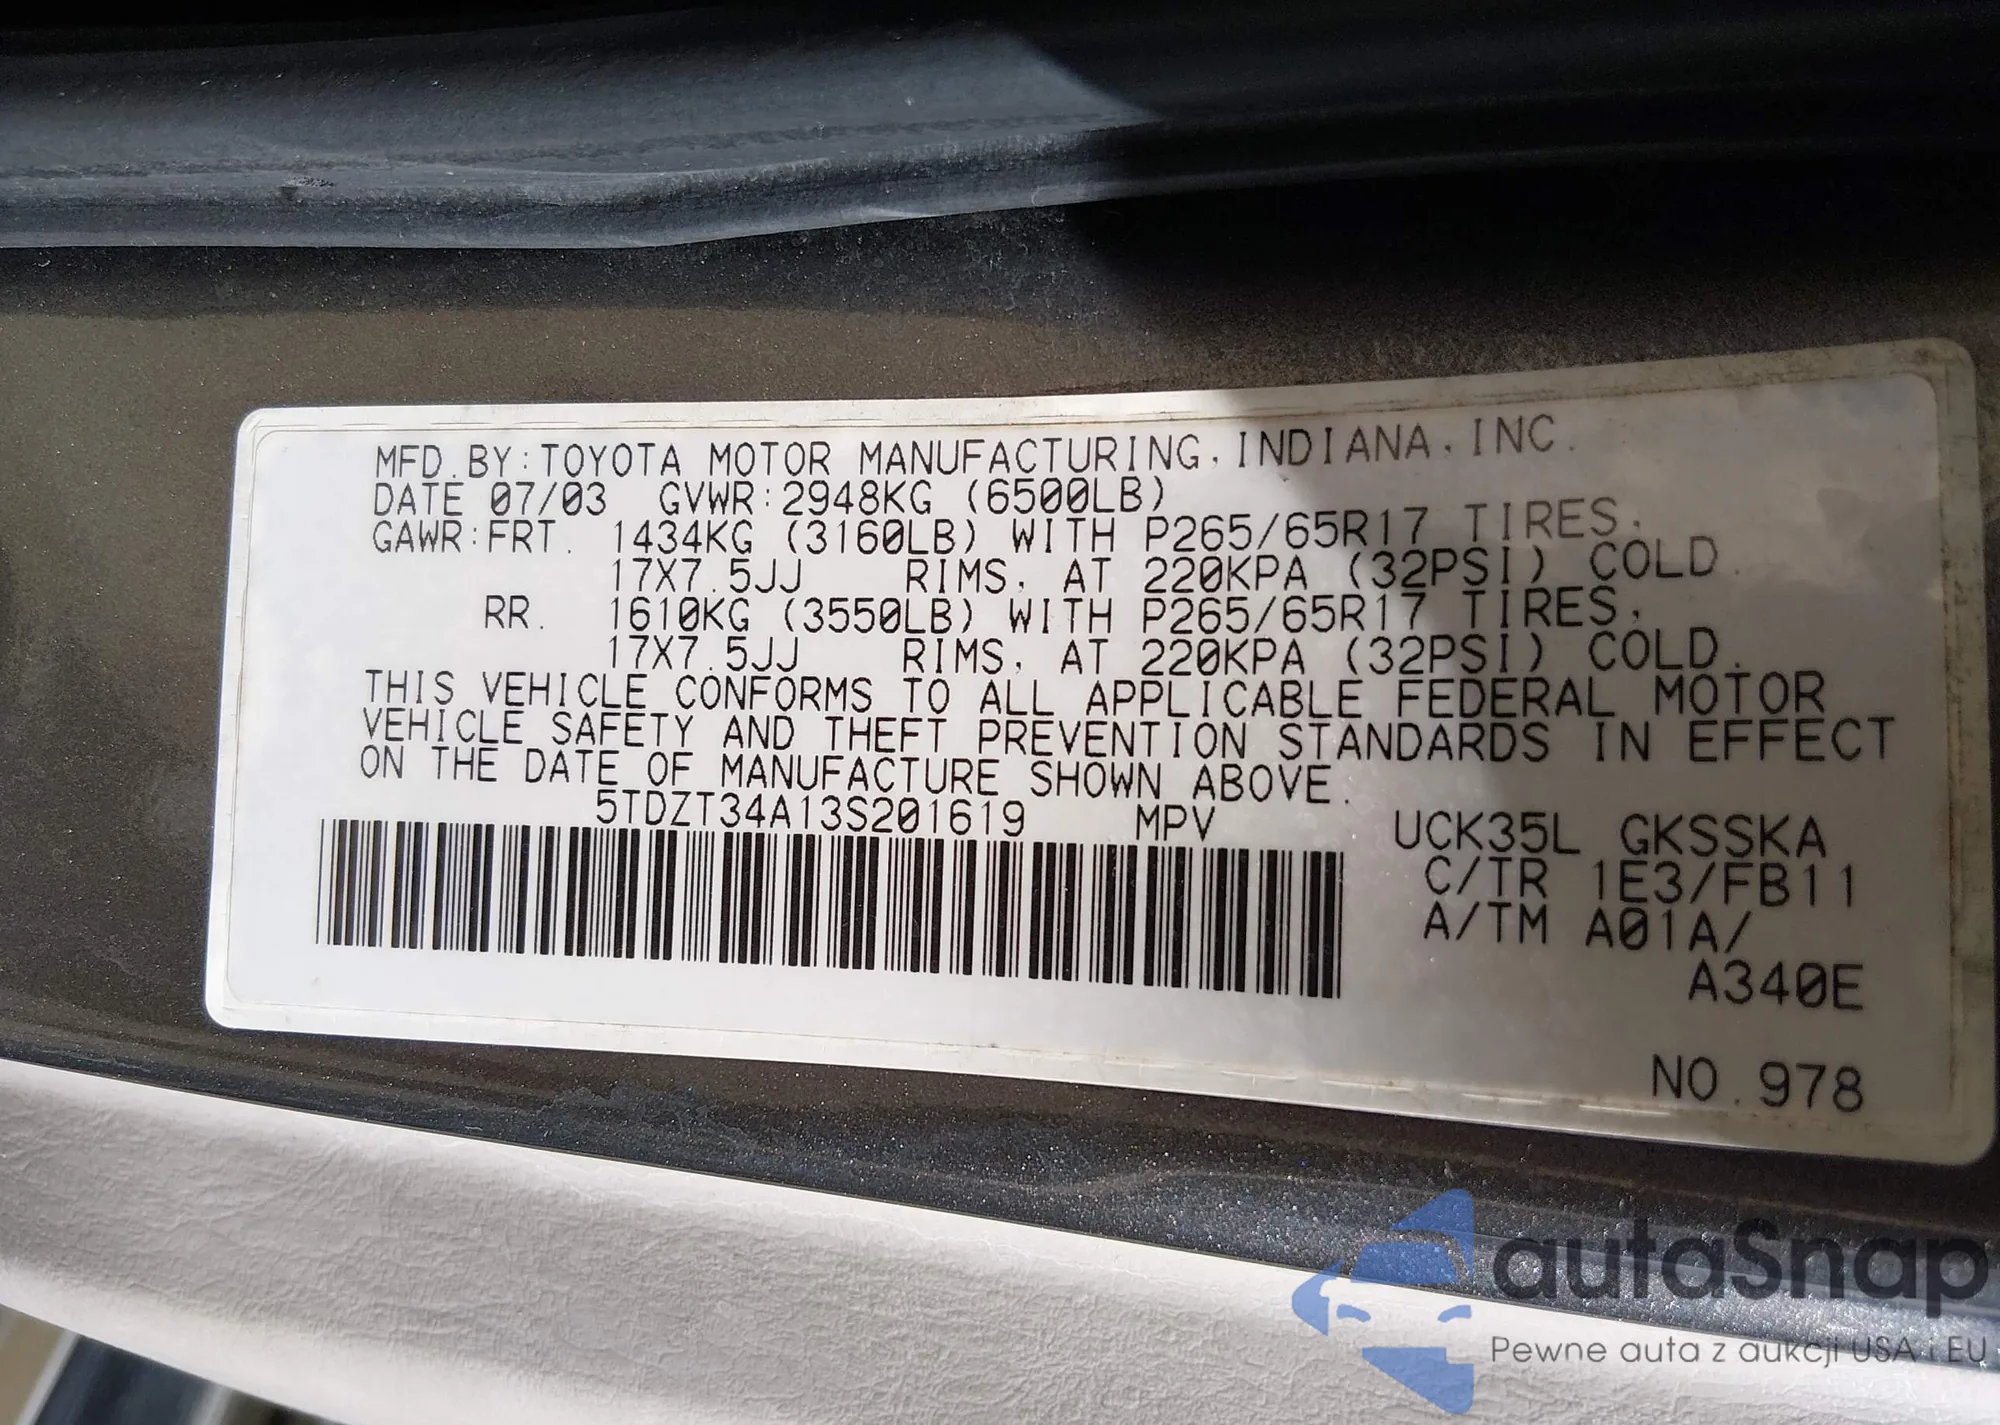 MFD.BY:TOYOTA MOTOR MANUFACTURING,INDIANA,INC.
DATE 07/03 GVWR:2948KG (6500LB)
GAWR:FRT. 1434KG (3160LB) WITH P265/65R17 TIRES,
17X7.5JJ RIMS, AT 220KPA (32PSI) COLD.
RR. 1610KG (3550LB) WITH P265/65R17 TIRES,
17X7.5JJ RIMS, AT 220KPA (32PSI) COLD.
THIS VEHICLE CONFORMS TO ALL APPLICABLE FEDERAL MOTOR
VEHICLE SAFETY AND THEFT PREVENTION STANDARDS IN EFFECT
ON THE DATE OF MANUFACTURE SHOWN ABOVE.
5TDZT34A13S201619 MPV
UCK35L GKSSKA
C/TR 1E3/FB11
A/TM A01A/
A340E
NO.978
autaSnap
Pewne auta z aukcji USA i EU